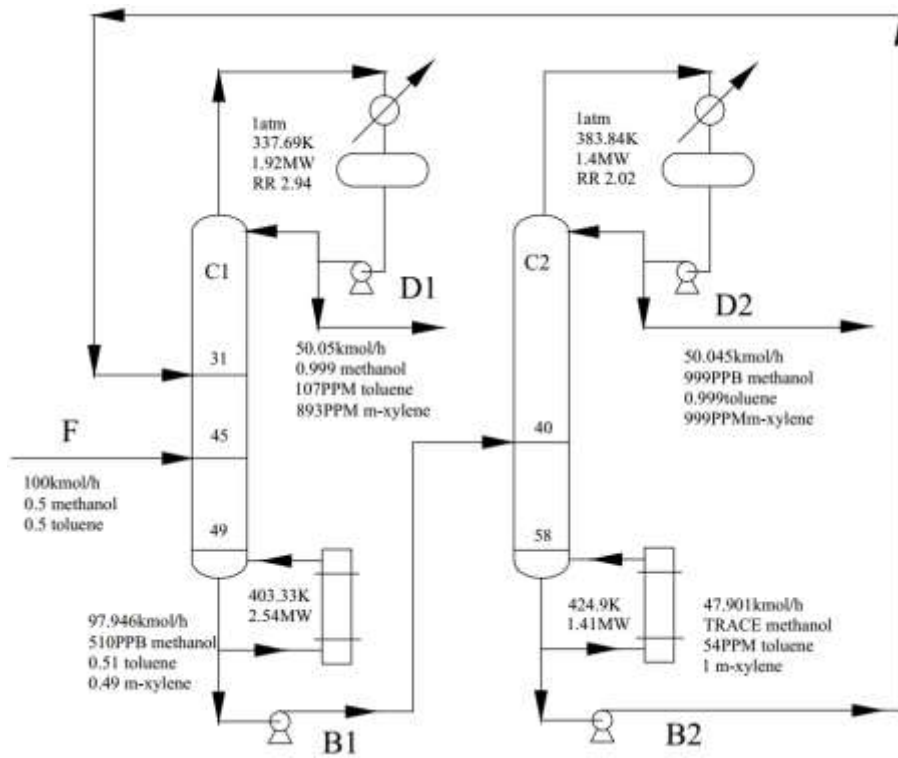 1atm
337.69K
1.92MW
RR 2.94
C1
D1
31
50.05kmol/h
0.999 methanol
107PPM toluene
893PPM m-xylene
F
45
100kmol/h
0.5 methanol
0.5 toluene
49
403.33K
2.54MW
97.946kmol/h
510PPB methanol
0.51 toluene
0.49 m-xylene
B1
1atm
383.84K
1.4MW
RR 2.02
C2
D2
50.045kmol/h
999PPB methanol
0.999toluene
999PPMm-xylene
40
58
424.9K
1.41MW
47.901kmol/h
TRACE methanol
54PPM toluene
1 m-xylene
B2